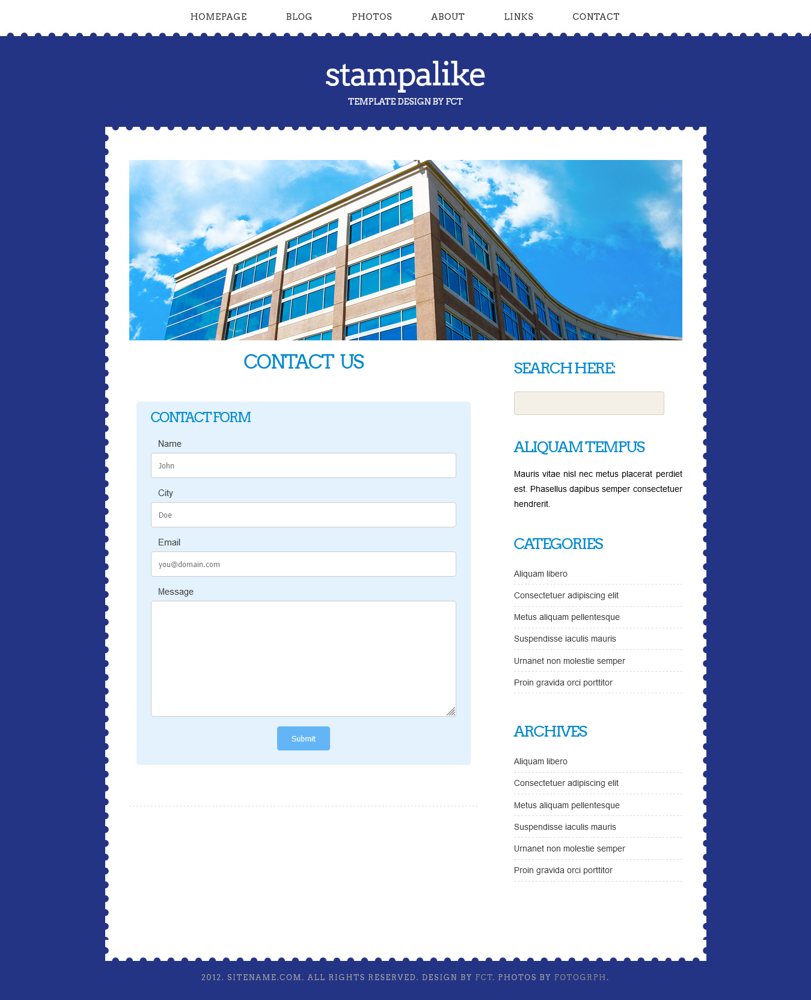 HOMEPAGE BLOG PHOTOS ABOUT LINKS CONTACT
stampalike
TEMPLATE DESIGN BY FCT
CONTACT US
CONTACT FORM
Name
John
City
Doe
Email
you@domain.com
Message
Submit
SEARCH HERE:
ALIQUAM TEMPUS
Mauris vitae nisl nec metus placerat perdiet
est. Phasellus dapibus semper consectetuer
hendrerit.
CATEGORIES
Aliquam libero
Consectetuer adipiscing elit
Metus aliquam pellentesque
Suspendisse iaculis mauris
Urnanet non molestie semper
Proin gravida orci porttitor
ARCHIVES
Aliquam libero
Consectetuer adipiscing elit
Metus aliquam pellentesque
Suspendisse iaculis mauris
Urnanet non molestie semper
Proin gravida orci porttitor
2012. SITENAME.COM. ALL RIGHTS RESERVED. DESIGN BY FCT. PHOTOS BY FOTOGRPH.